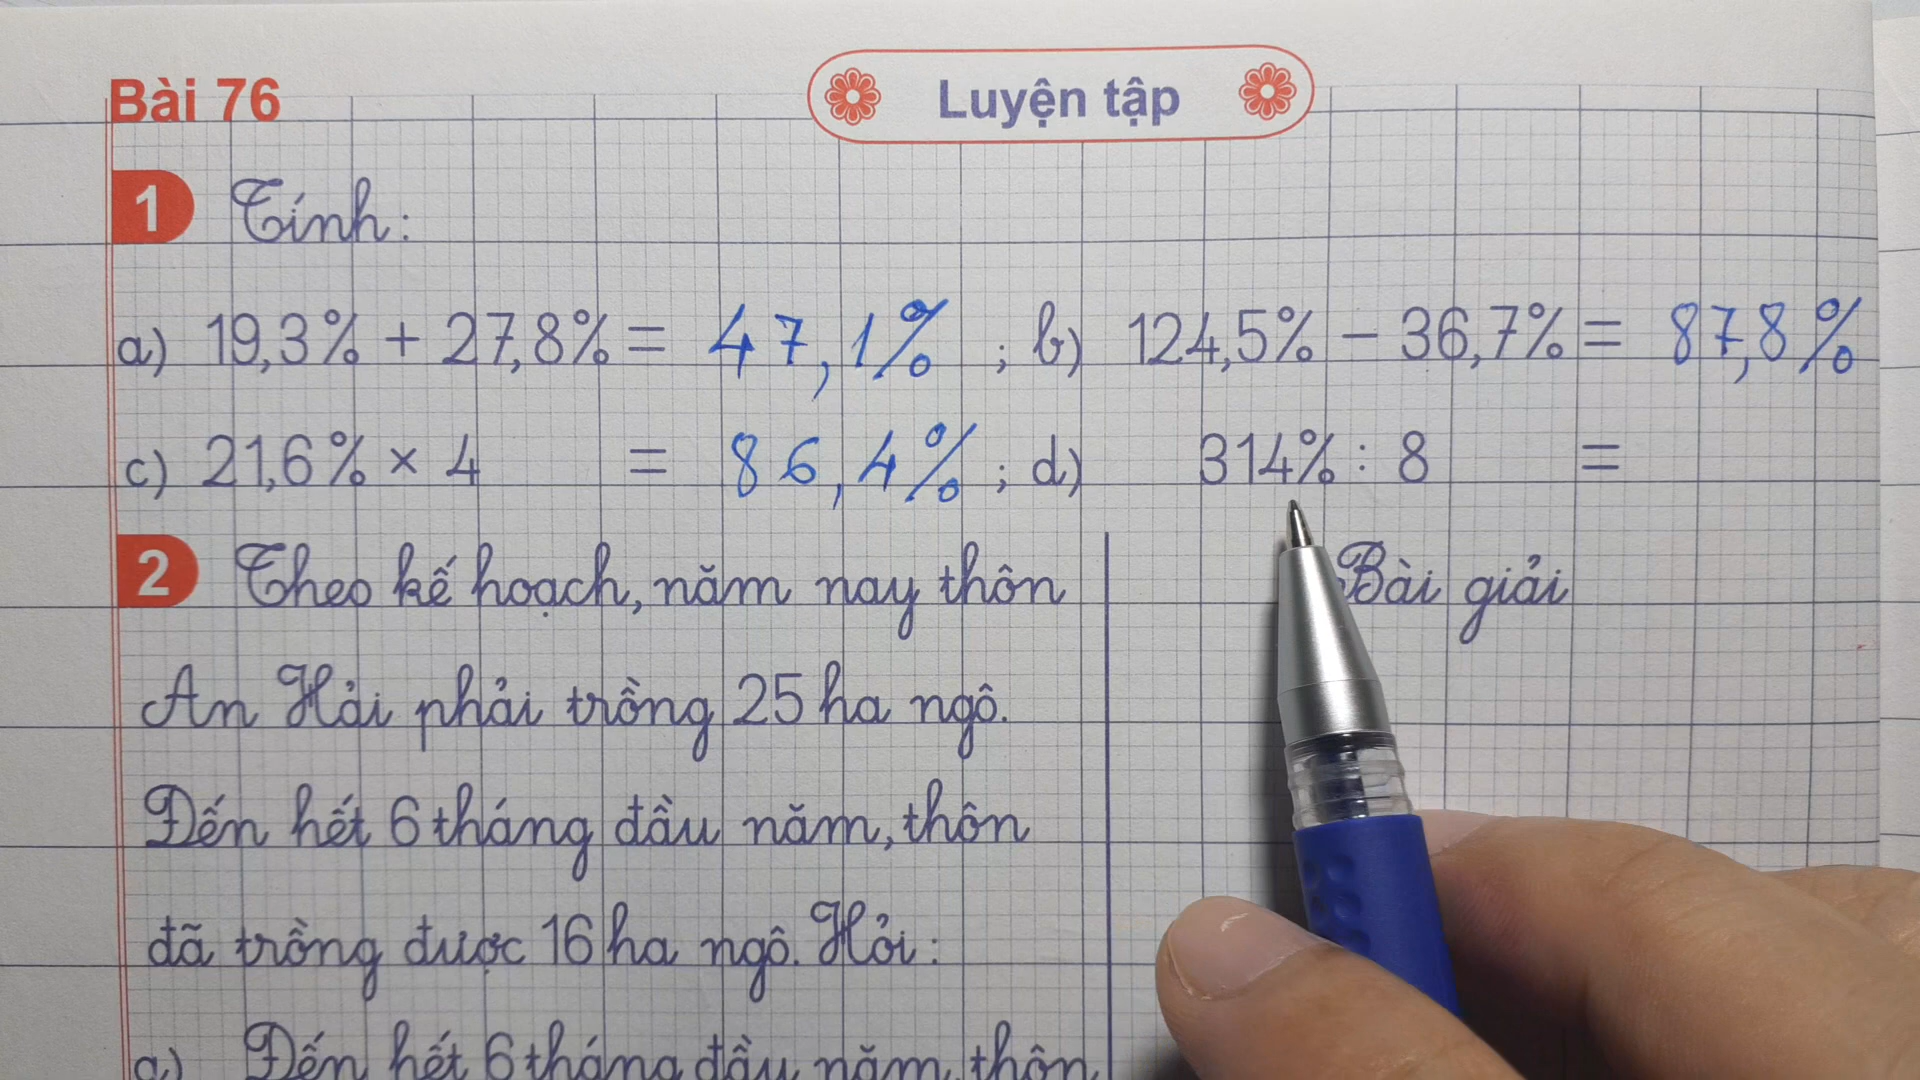 Bài 76
Luyện tập
1 Tính:
a) 19,3% + 27,8% = 47,1% ; b) 124,5% - 36,7% = 87,8%
c) 21,6% × 4 = 86,4% ; d) 314% : 8 =
2 Theo kế hoạch, năm nay thôn
An Hải phải trồng 25 ha ngô.
Đến hết 6 tháng đầu năm, thôn
đã trồng được 16 ha ngô. Hỏi:
a) Đến hết 6 tháng đầu năm, thôn
Bài giải